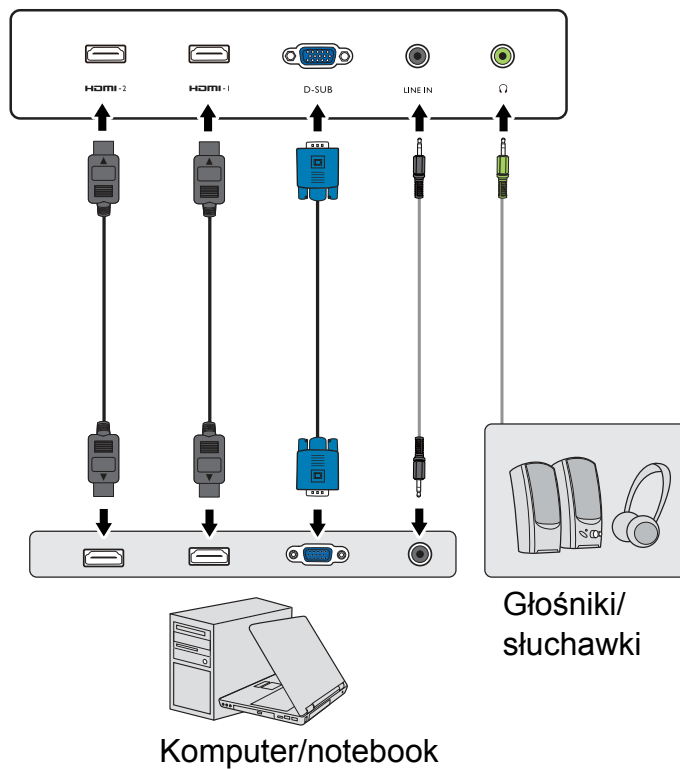 HDMI-2
HDMI-1
D-SUB
LINE IN
Głośniki/
słuchawki
Komputer/notebook